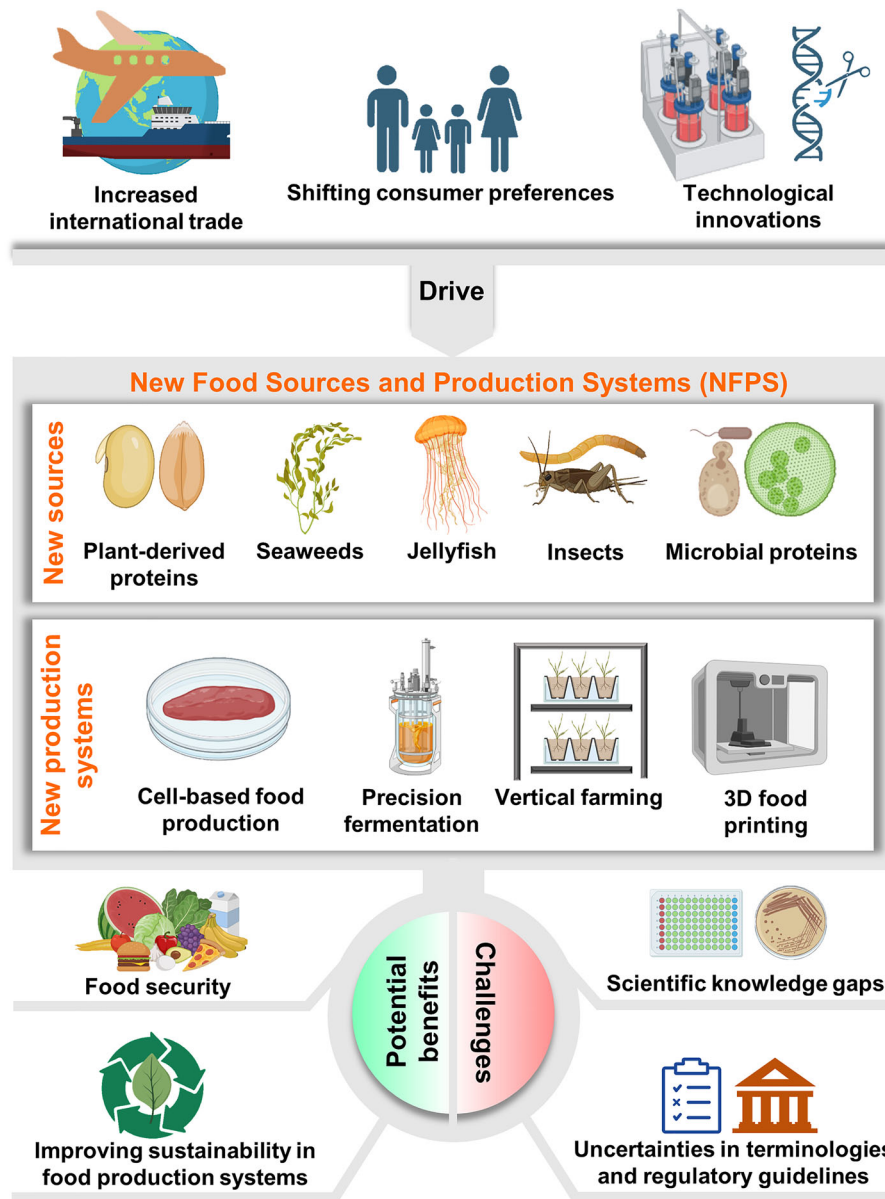 Increased
international trade
Shifting consumer preferences
Technological
innovations
Drive
New Food Sources and Production Systems (NFPS)
New sources
Plant-derived
proteins
Seaweeds
Jellyfish
Insects
Microbial proteins
New production
systems
Cell-based food
production
Precision
fermentation
Vertical farming
3D food
printing
Potential
benefits
Challenges
Food security
Scientific knowledge gaps
Improving sustainability in
food production systems
Uncertainties in terminologies
and regulatory guidelines